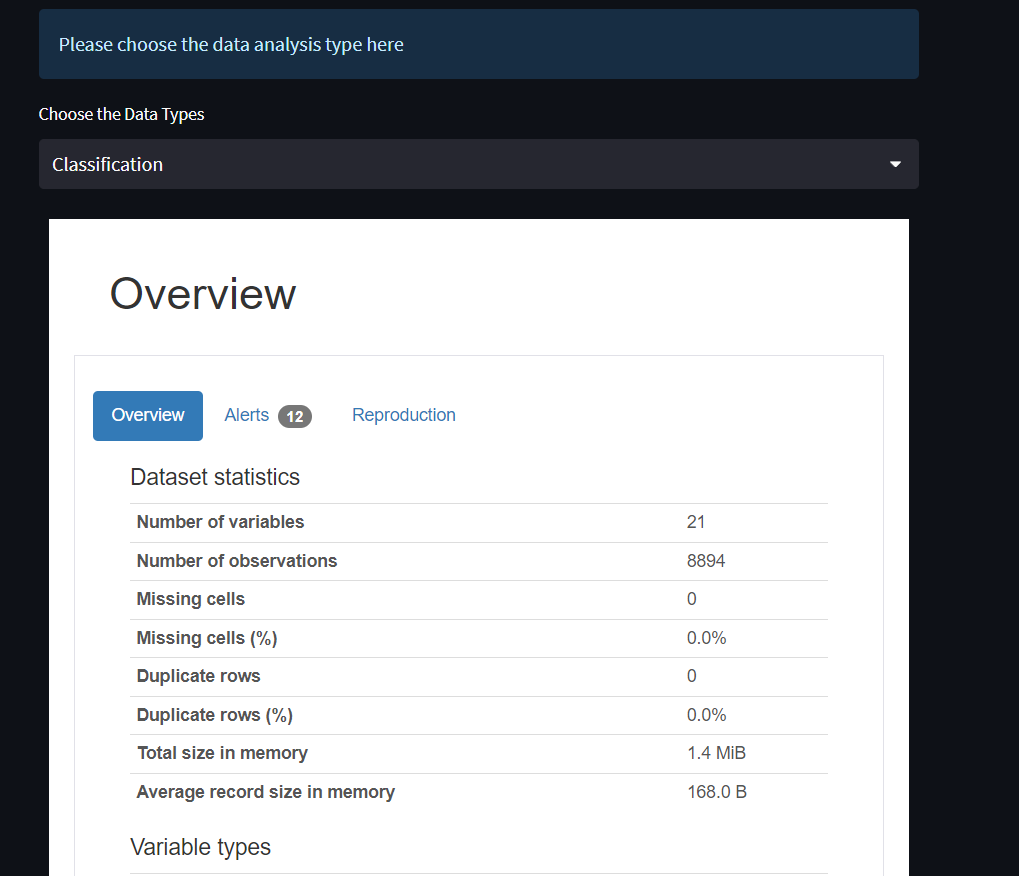 Please choose the data analysis type here
Choose the Data Types
Classification
Overview
Overview Alerts 12 Reproduction
Dataset statistics
Number of variables 21
Number of observations 8894
Missing cells 0
Missing cells (%) 0.0%
Duplicate rows 0
Duplicate rows (%) 0.0%
Total size in memory 1.4 MiB
Average record size in memory 168.0 B
Variable types